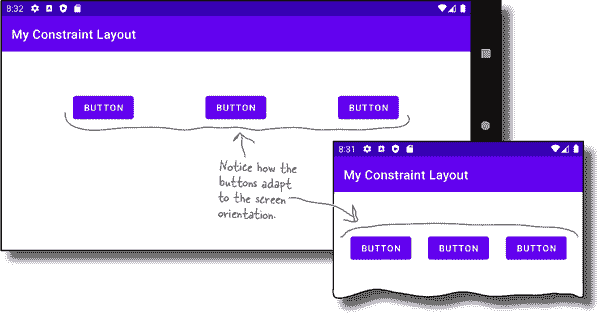 8:32
My Constraint Layout
BUTTON BUTTON BUTTON
Notice how the
buttons adapt
to the screen
orientation.
8:31
My Constraint Layout
BUTTON BUTTON BUTTON